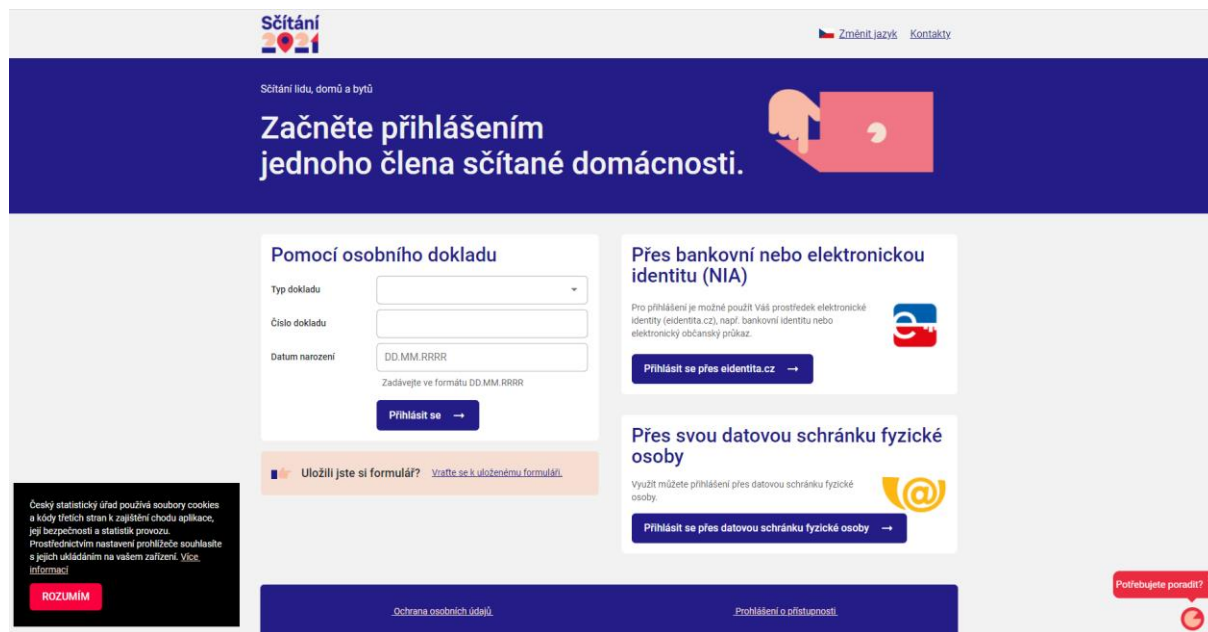 Sčítání
2021
Změnit jazyk Kontakty
Sčítání lidu, domů a bytů
Začněte přihlášením
jednoho člena sčítané domácnosti.
Pomocí osobního dokladu
Typ dokladu
Číslo dokladu
Datum narození DD.MM.RRRR
Zadávejte ve formátu DD.MM.RRRR
Přihlásit se →
Uložili jste si formulář? Vraťte se k uloženému formuláři.
Přes bankovní nebo elektronickou
identitu (NIA)
Pro přihlášení je možné použít Váš prostředek elektronické
identity (eidentita.cz), např. bankovní identitu nebo
elektronický občanský průkaz.
Přihlásit se přes eidentita.cz →
Přes svou datovou schránku fyzické
osoby
Využít můžete přihlášení přes datovou schránku fyzické
osoby.
Přihlásit se přes datovou schránku fyzické osoby →
Český statistický úřad používá soubory cookies
a kódy třetích stran k zajištění chodu aplikace,
její bezpečnosti a statistik provozu.
Prostřednictvím nastavení prohlížeče souhlasíte
s jejich ukládáním na vašem zařízení. Více
informací
ROZUMÍM
Ochrana osobních údajů Prohlášení o přístupnosti
Potřebujete poradit?